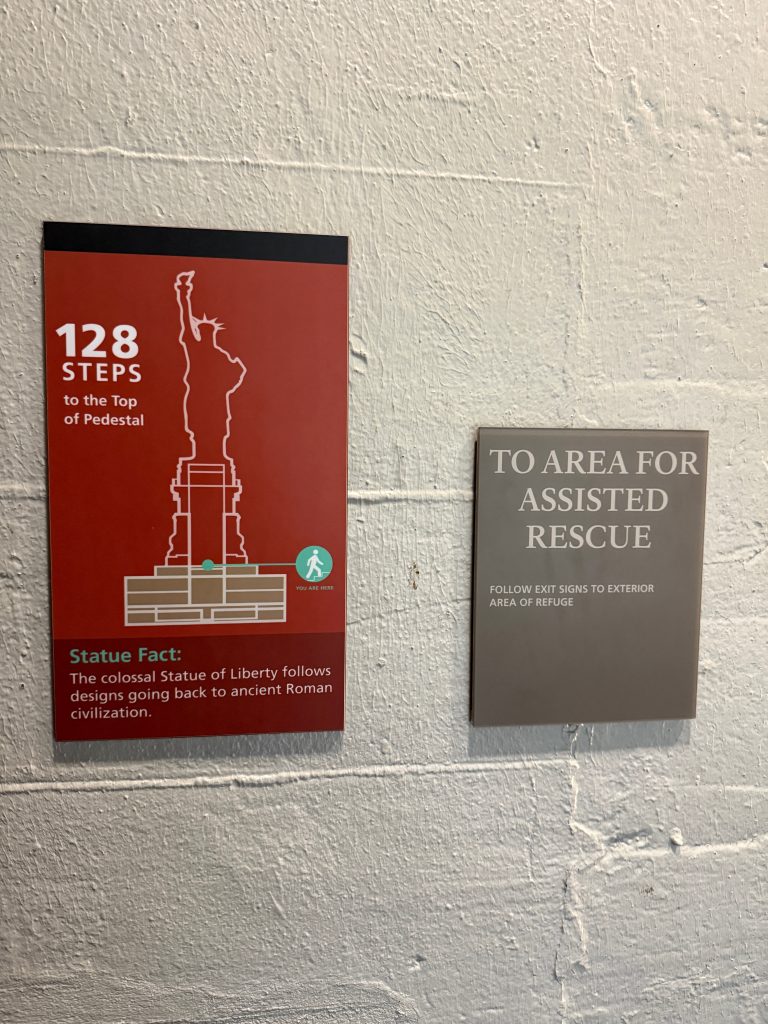 128
STEPS
to the Top
of Pedestal
YOU ARE HERE
Statue Fact:
The colossal Statue of Liberty follows
designs going back to ancient Roman
civilization.
TO AREA FOR
ASSISTED
RESCUE
FOLLOW EXIT SIGNS TO EXTERIOR
AREA OF REFUGE